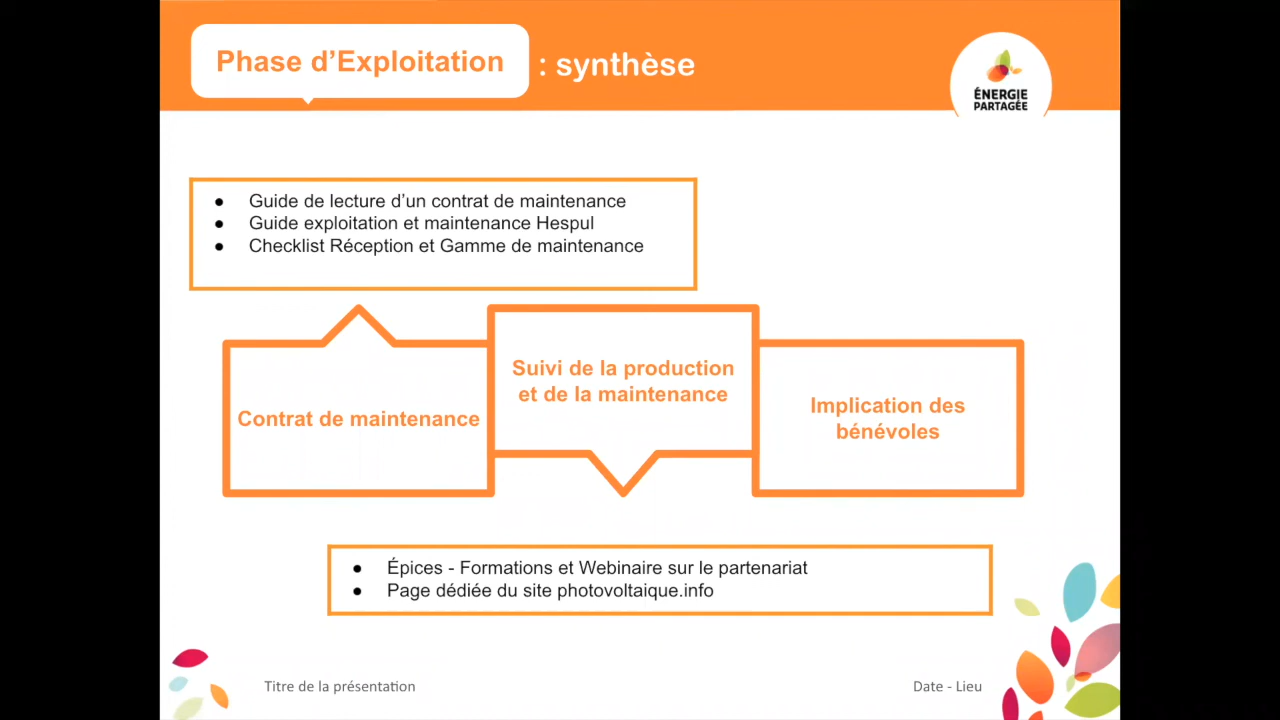 Phase d’Exploitation : synthèse
ÉNERGIE
PARTAGÉE
● Guide de lecture d’un contrat de maintenance
● Guide exploitation et maintenance Hespul
● Checklist Réception et Gamme de maintenance
Contrat de maintenance
Suivi de la production
et de la maintenance
Implication des
bénévoles
● Épices - Formations et Webinaire sur le partenariat
● Page dédiée du site photovoltaique.info
Titre de la présentation
Date - Lieu